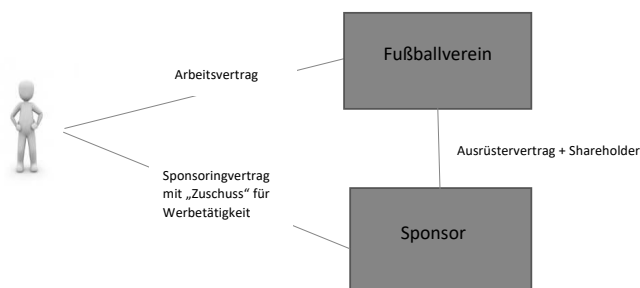 Fußballverein
Arbeitsvertrag
Ausrüstervertrag + Shareholder
Sponsoringvertrag
mit „Zuschuss“ für
Werbetätigkeit
Sponsor